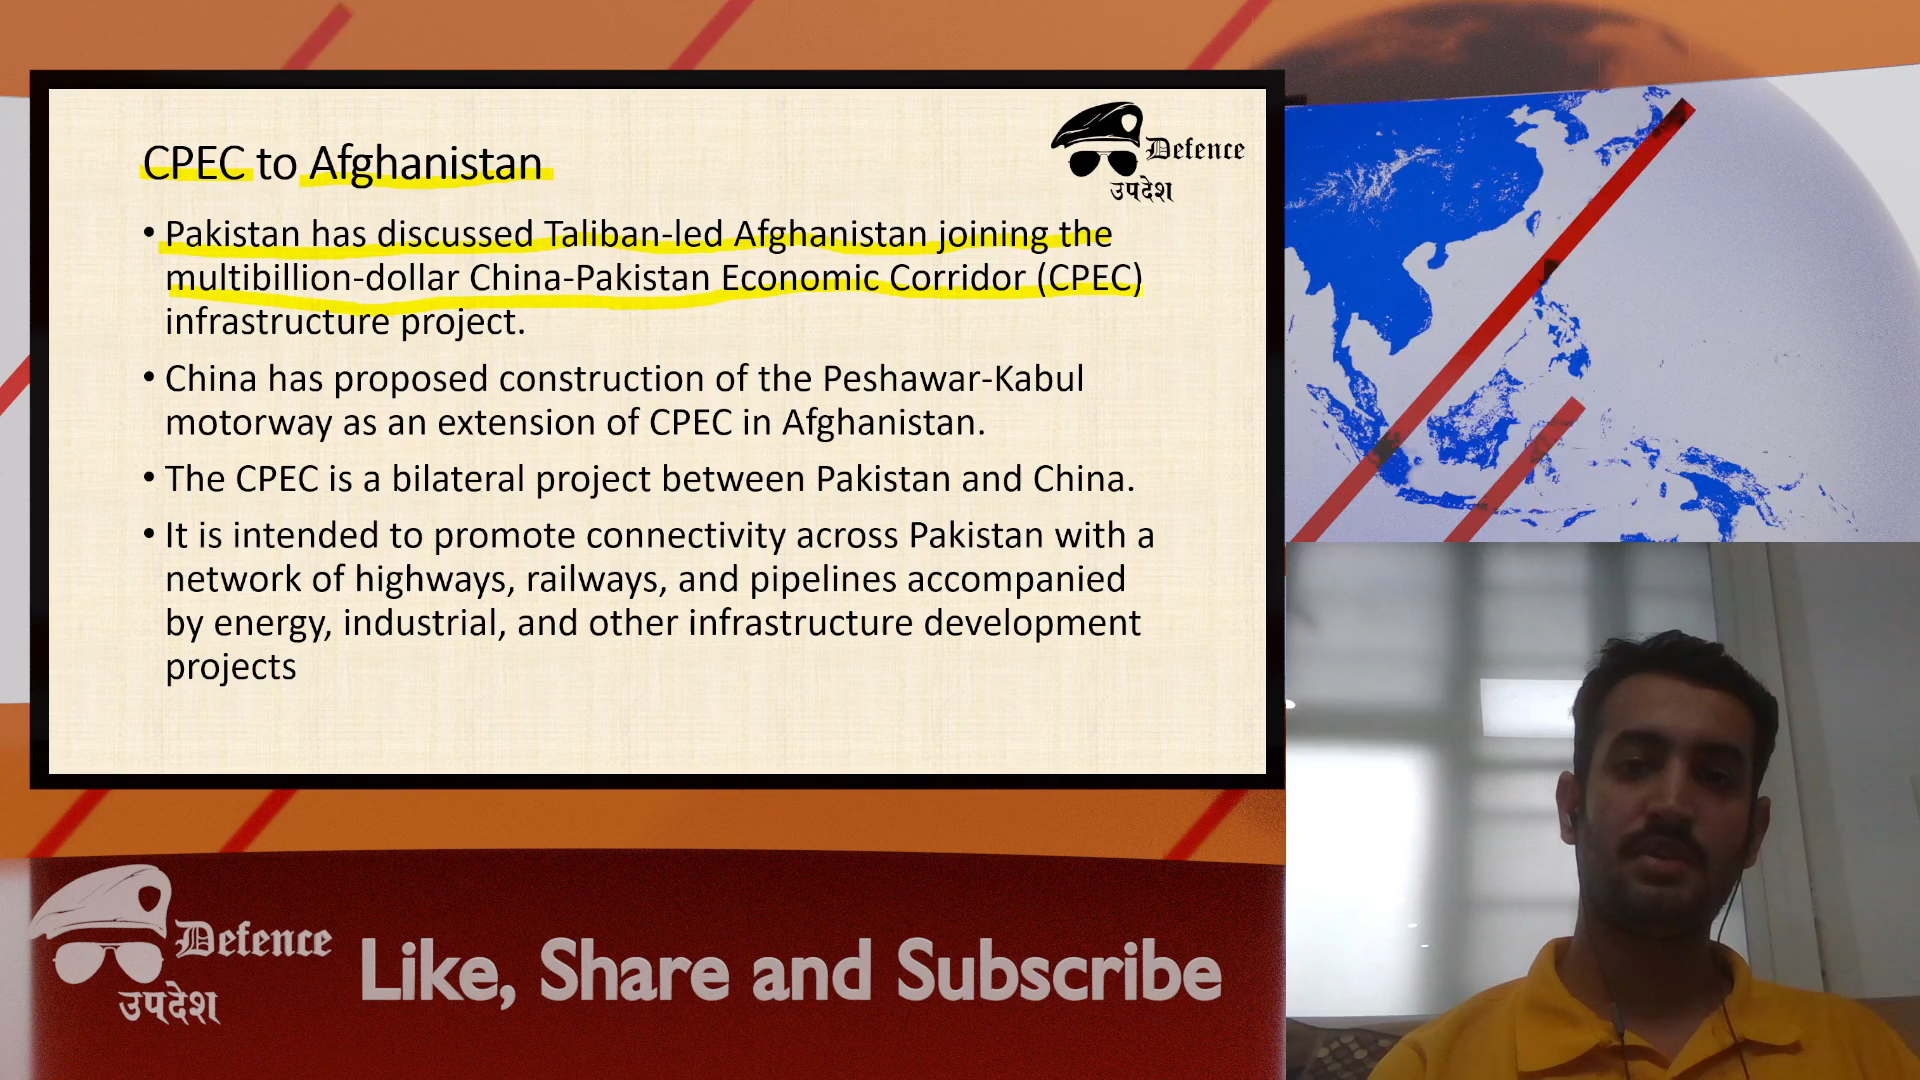 CPEC to Afghanistan
Defence
उपदेश
• Pakistan has discussed Taliban-led Afghanistan joining the
multibillion-dollar China-Pakistan Economic Corridor (CPEC)
infrastructure project.
• China has proposed construction of the Peshawar-Kabul
motorway as an extension of CPEC in Afghanistan.
• The CPEC is a bilateral project between Pakistan and China.
• It is intended to promote connectivity across Pakistan with a
network of highways, railways, and pipelines accompanied
by energy, industrial, and other infrastructure development
projects
Defence
उपदेश
Like, Share and Subscribe